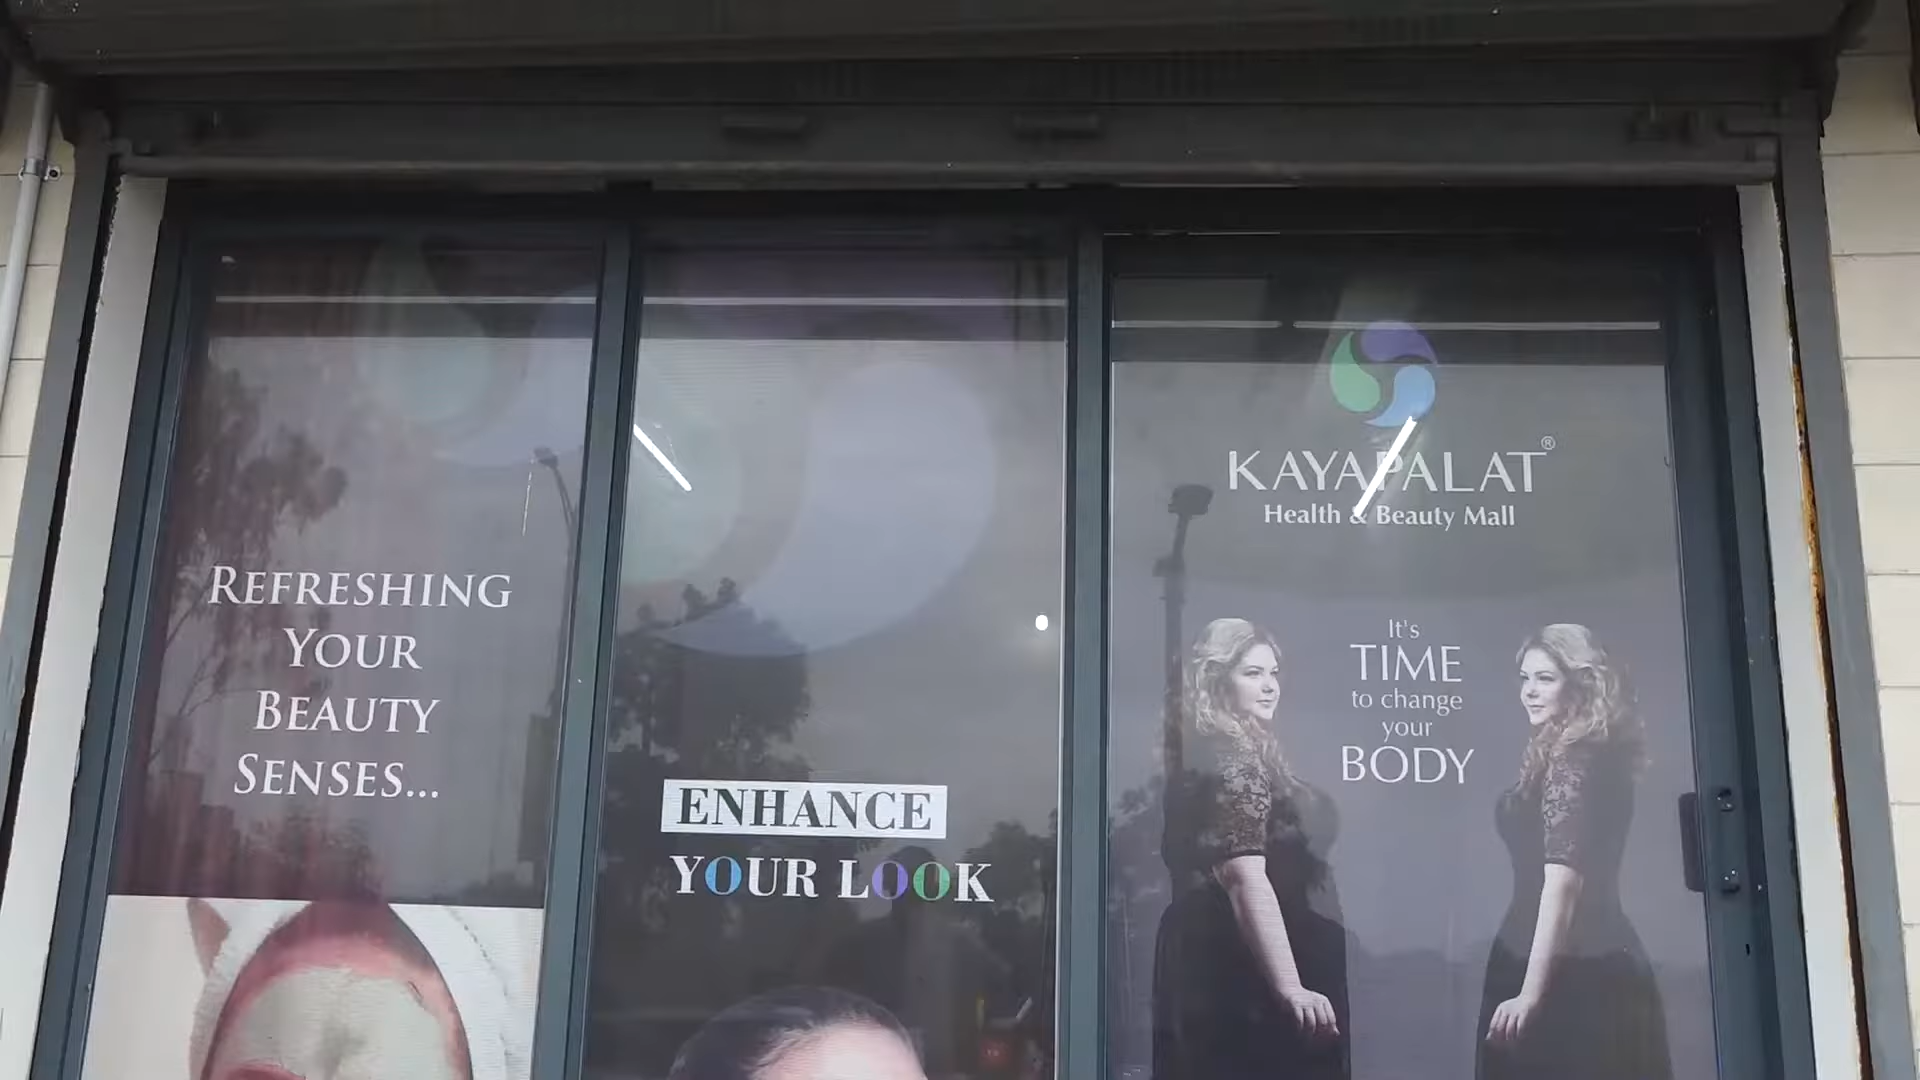 REFRESHING
YOUR
BEAUTY
SENSES...
ENHANCE
YOUR LOOK
KAYAPALAT®
Health & Beauty Mall
It's
TIME
to change
your
BODY